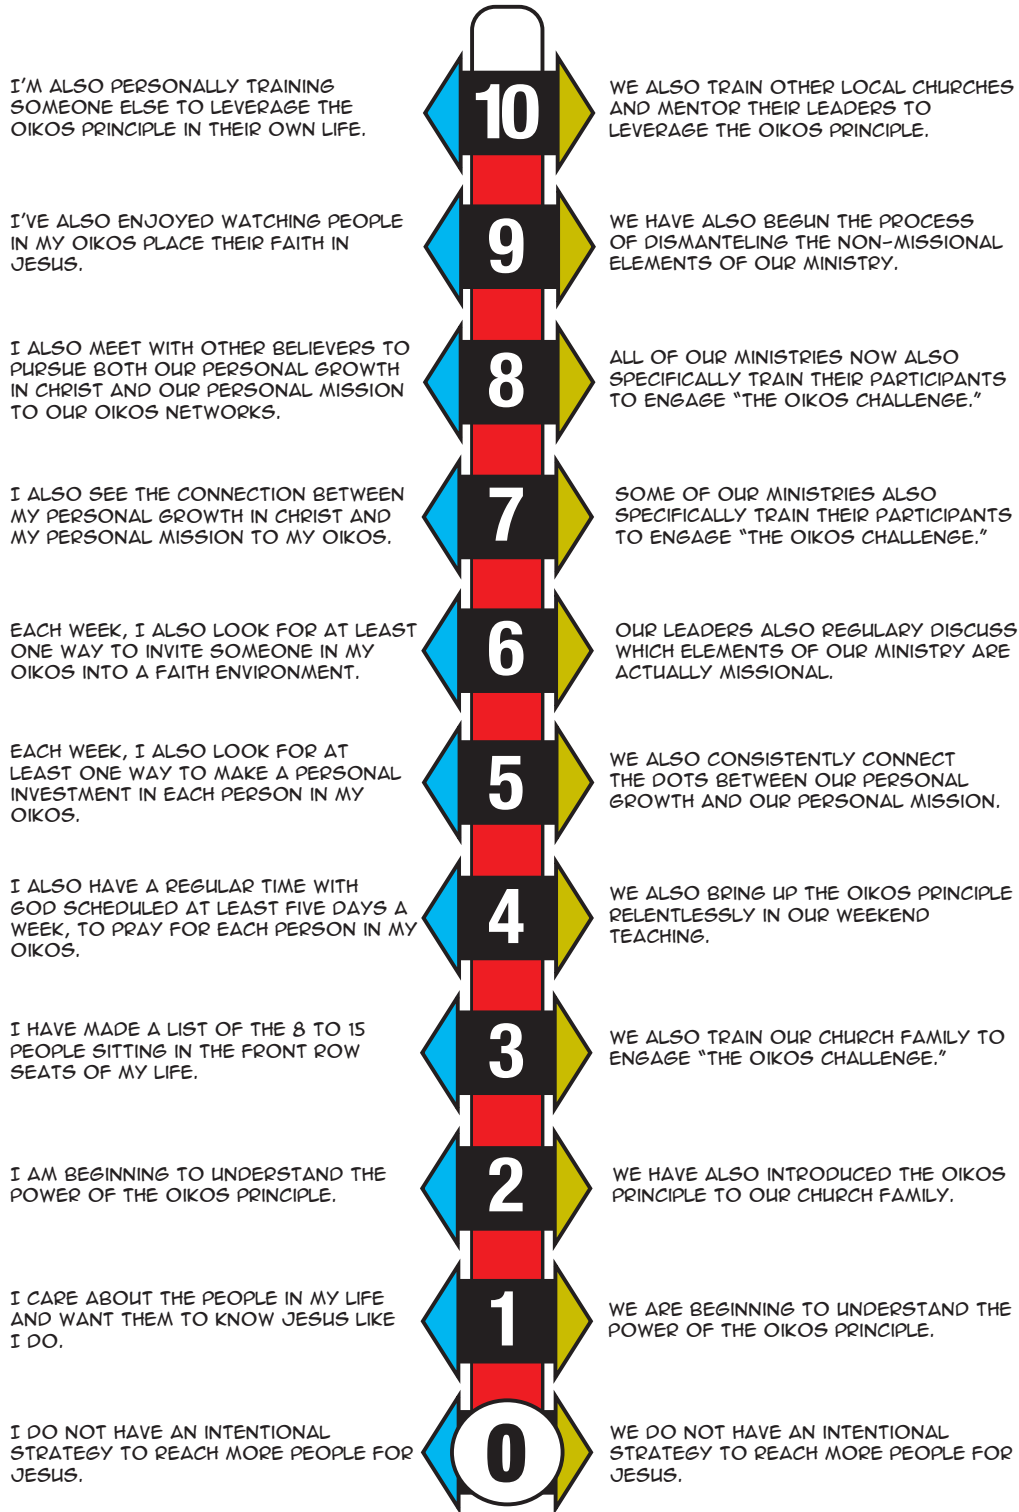 I'M ALSO PERSONALLY TRAINING
SOMEONE ELSE TO LEVERAGE THE
OIKOS PRINCIPLE IN THEIR OWN LIFE.
10
WE ALSO TRAIN OTHER LOCAL CHURCHES
AND MENTOR THEIR LEADERS TO
LEVERAGE THE OIKOS PRINCIPLE.
I'VE ALSO ENJOYED WATCHING PEOPLE
IN MY OIKOS PLACE THEIR FAITH IN
JESUS.
9
WE HAVE ALSO BEGUN THE PROCESS
OF DISMANTELING THE NON-MISSIONAL
ELEMENTS OF OUR MINISTRY.
I ALSO MEET WITH OTHER BELIEVERS TO
PURSUE BOTH OUR PERSONAL GROWTH
IN CHRIST AND OUR PERSONAL MISSION
TO OUR OIKOS NETWORKS.
8
ALL OF OUR MINISTRIES NOW ALSO
SPECIFICALLY TRAIN THEIR PARTICIPANTS
TO ENGAGE “THE OIKOS CHALLENGE.”
I ALSO SEE THE CONNECTION BETWEEN
MY PERSONAL GROWTH IN CHRIST AND
MY PERSONAL MISSION TO MY OIKOS.
7
SOME OF OUR MINISTRIES ALSO
SPECIFICALLY TRAIN THEIR PARTICIPANTS
TO ENGAGE “THE OIKOS CHALLENGE.”
EACH WEEK, I ALSO LOOK FOR AT LEAST
ONE WAY TO INVITE SOMEONE IN MY
OIKOS INTO A FAITH ENVIRONMENT.
6
OUR LEADERS ALSO REGULARY DISCUSS
WHICH ELEMENTS OF OUR MINISTRY ARE
ACTUALLY MISSIONAL.
EACH WEEK, I ALSO LOOK FOR AT
LEAST ONE WAY TO MAKE A PERSONAL
INVESTMENT IN EACH PERSON IN MY
OIKOS.
5
WE ALSO CONSISTENTLY CONNECT
THE DOTS BETWEEN OUR PERSONAL
GROWTH AND OUR PERSONAL MISSION.
I ALSO HAVE A REGULAR TIME WITH
GOD SCHEDULED AT LEAST FIVE DAYS A
WEEK, TO PRAY FOR EACH PERSON IN MY
OIKOS.
4
WE ALSO BRING UP THE OIKOS PRINCIPLE
RELENTLESSLY IN OUR WEEKEND
TEACHING.
I HAVE MADE A LIST OF THE 8 TO 15
PEOPLE SITTING IN THE FRONT ROW
SEATS OF MY LIFE.
3
WE ALSO TRAIN OUR CHURCH FAMILY TO
ENGAGE “THE OIKOS CHALLENGE.”
I AM BEGINNING TO UNDERSTAND THE
POWER OF THE OIKOS PRINCIPLE.
2
WE HAVE ALSO INTRODUCED THE OIKOS
PRINCIPLE TO OUR CHURCH FAMILY.
I CARE ABOUT THE PEOPLE IN MY LIFE
AND WANT THEM TO KNOW JESUS LIKE
I DO.
1
WE ARE BEGINNING TO UNDERSTAND THE
POWER OF THE OIKOS PRINCIPLE.
I DO NOT HAVE AN INTENTIONAL
STRATEGY TO REACH MORE PEOPLE FOR
JESUS.
0
WE DO NOT HAVE AN INTENTIONAL
STRATEGY TO REACH MORE PEOPLE FOR
JESUS.